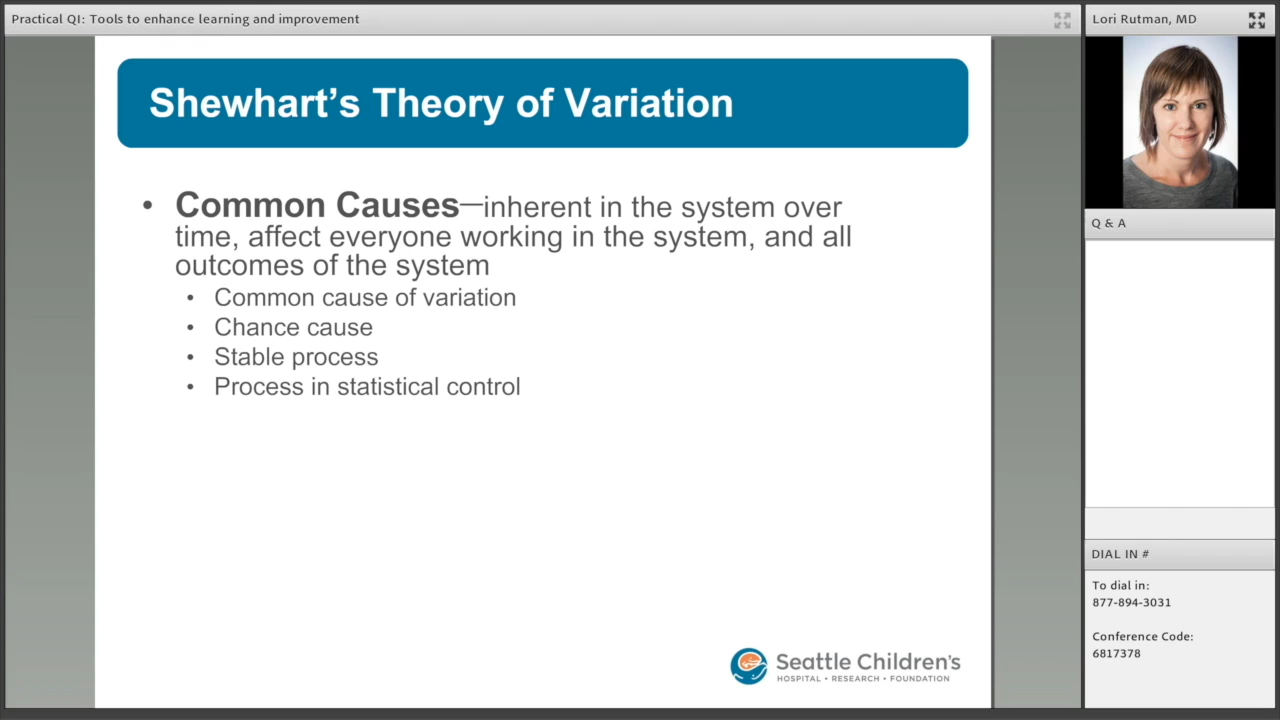 Practical QI: Tools to enhance learning and improvement
Shewhart's Theory of Variation
• Common Causes—inherent in the system over
time, affect everyone working in the system, and all
outcomes of the system
• Common cause of variation
• Chance cause
• Stable process
• Process in statistical control
Seattle Children's
HOSPITAL • RESEARCH • FOUNDATION
Lori Rutman, MD
Q & A
DIAL IN #
To dial in:
877-894-3031
Conference Code:
6817378